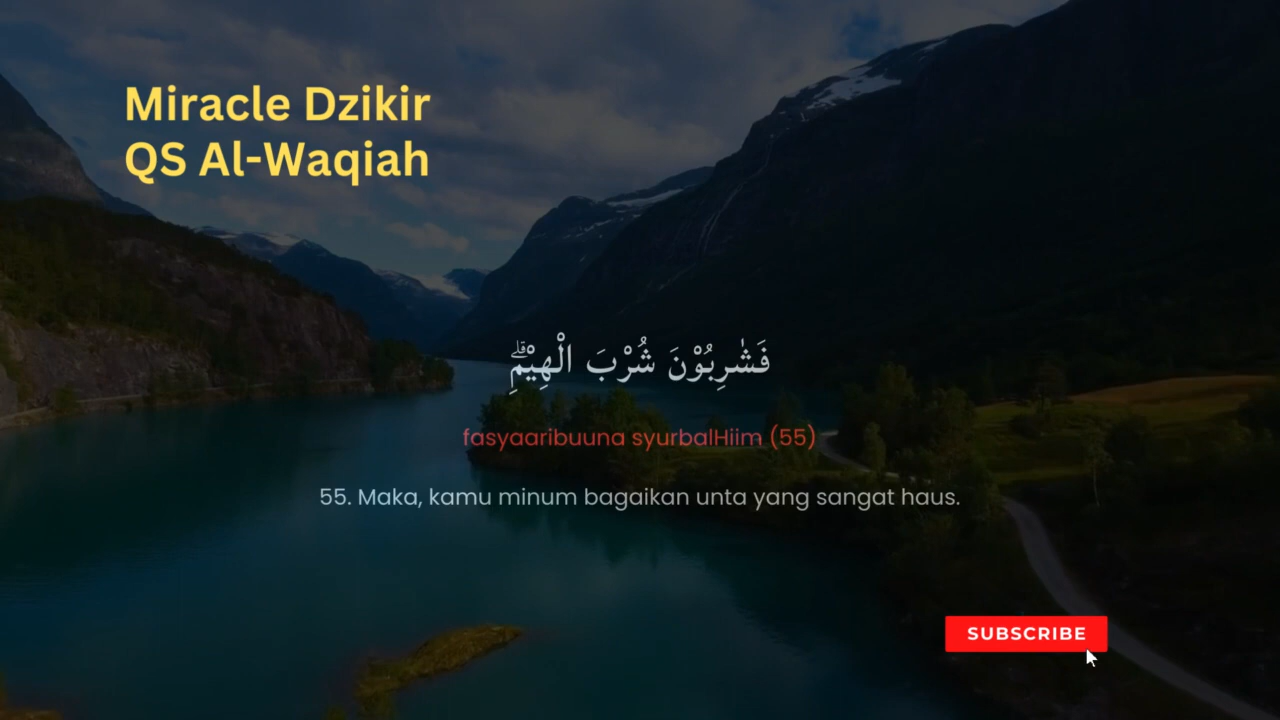 Miracle Dzikir
QS Al-Waqiah
فَشٰرِبُوْنَ شُرْبَ الْهِيْمِۗ
fasyaaribuuna syurbalHiim (55)
55. Maka, kamu minum bagaikan unta yang sangat haus.
SUBSCRIBE